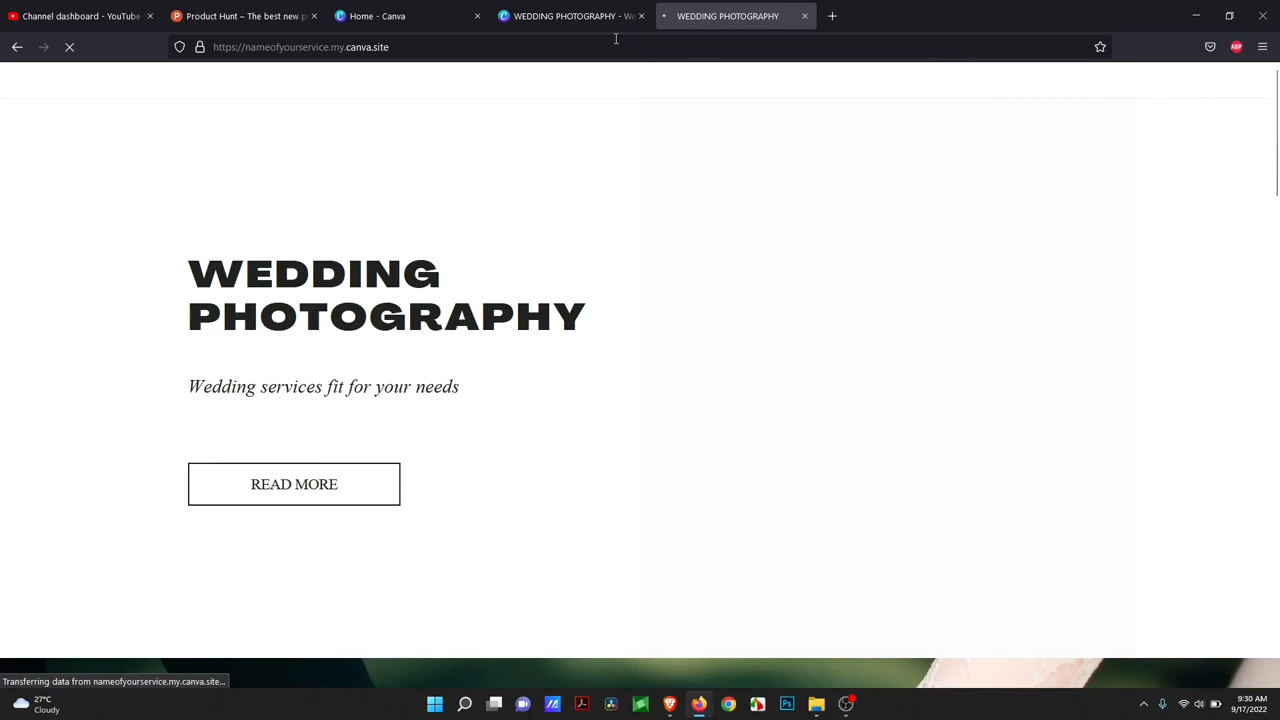 Channel dashboard - YouTube
Product Hunt – The best new p
Home - Canva
WEDDING PHOTOGRAPHY - We
WEDDING PHOTOGRAPHY
https://nameofyourservice.my.canva.site
ABP
WEDDING
PHOTOGRAPHY
Wedding services fit for your needs
READ MORE
Transferring data from nameofyourservice.my.canva.site...
27°C
Cloudy
Ps
9:30 AM
9/17/2022